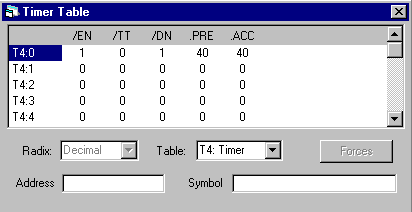 Timer Table
/EN /TT /DN .PRE .ACC
T4:0 1 0 1 40 40
T4:1 0 0 0 0 0
T4:2 0 0 0 0 0
T4:3 0 0 0 0 0
T4:4 0 0 0 0 0
Radix: Decimal Table: T4: Timer Forces
Address Symbol